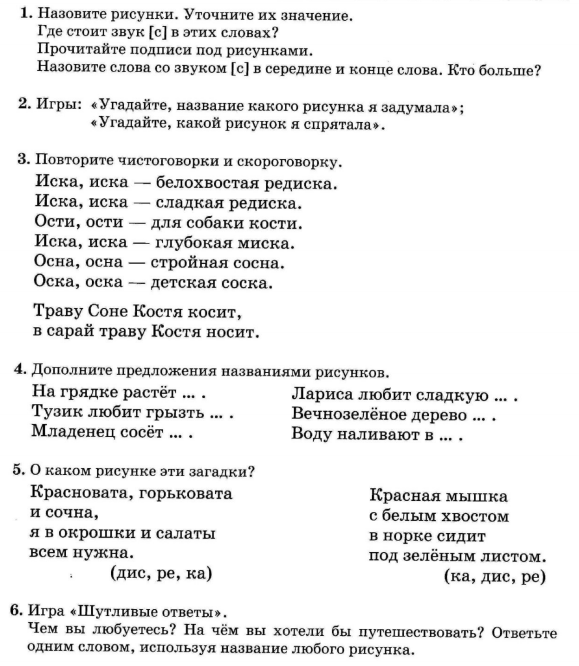 1. Назовите рисунки. Уточните их значение.
Где стоит звук [с] в этих словах?
Прочитайте подписи под рисунками.
Назовите слова со звуком [с] в середине и конце слова. Кто больше?
2. Игры: «Угадайте, название какого рисунка я задумала»;
«Угадайте, какой рисунок я спрятала».
3. Повторите чистоговорки и скороговорку.
Иска, иска — белохвостая редиска.
Иска, иска — сладкая редиска.
Ости, ости — для собаки кости.
Иска, иска — глубокая миска.
Осна, осна — стройная сосна.
Оска, оска — детская соска.
Траву Соне Костя косит,
в сарай траву Костя носит.
4. Дополните предложения названиями рисунков.
На грядке растёт ... .
Тузик любит грызть ... .
Младенец сосёт ... .
Лариса любит сладкую ... .
Вечнозелёное дерево ... .
Воду наливают в ... .
5. О каком рисунке эти загадки?
Красновата, горьковата
и сочна,
я в окрошки и салаты
всем нужна.
(дис, ре, ка)
Красная мышка
с белым хвостом
в норке сидит
под зелёным листом.
(ка, дис, ре)
6. Игра «Шутливые ответы».
Чем вы любуетесь? На чём вы хотели бы путешествовать? Ответьте
одним словом, используя название любого рисунка.